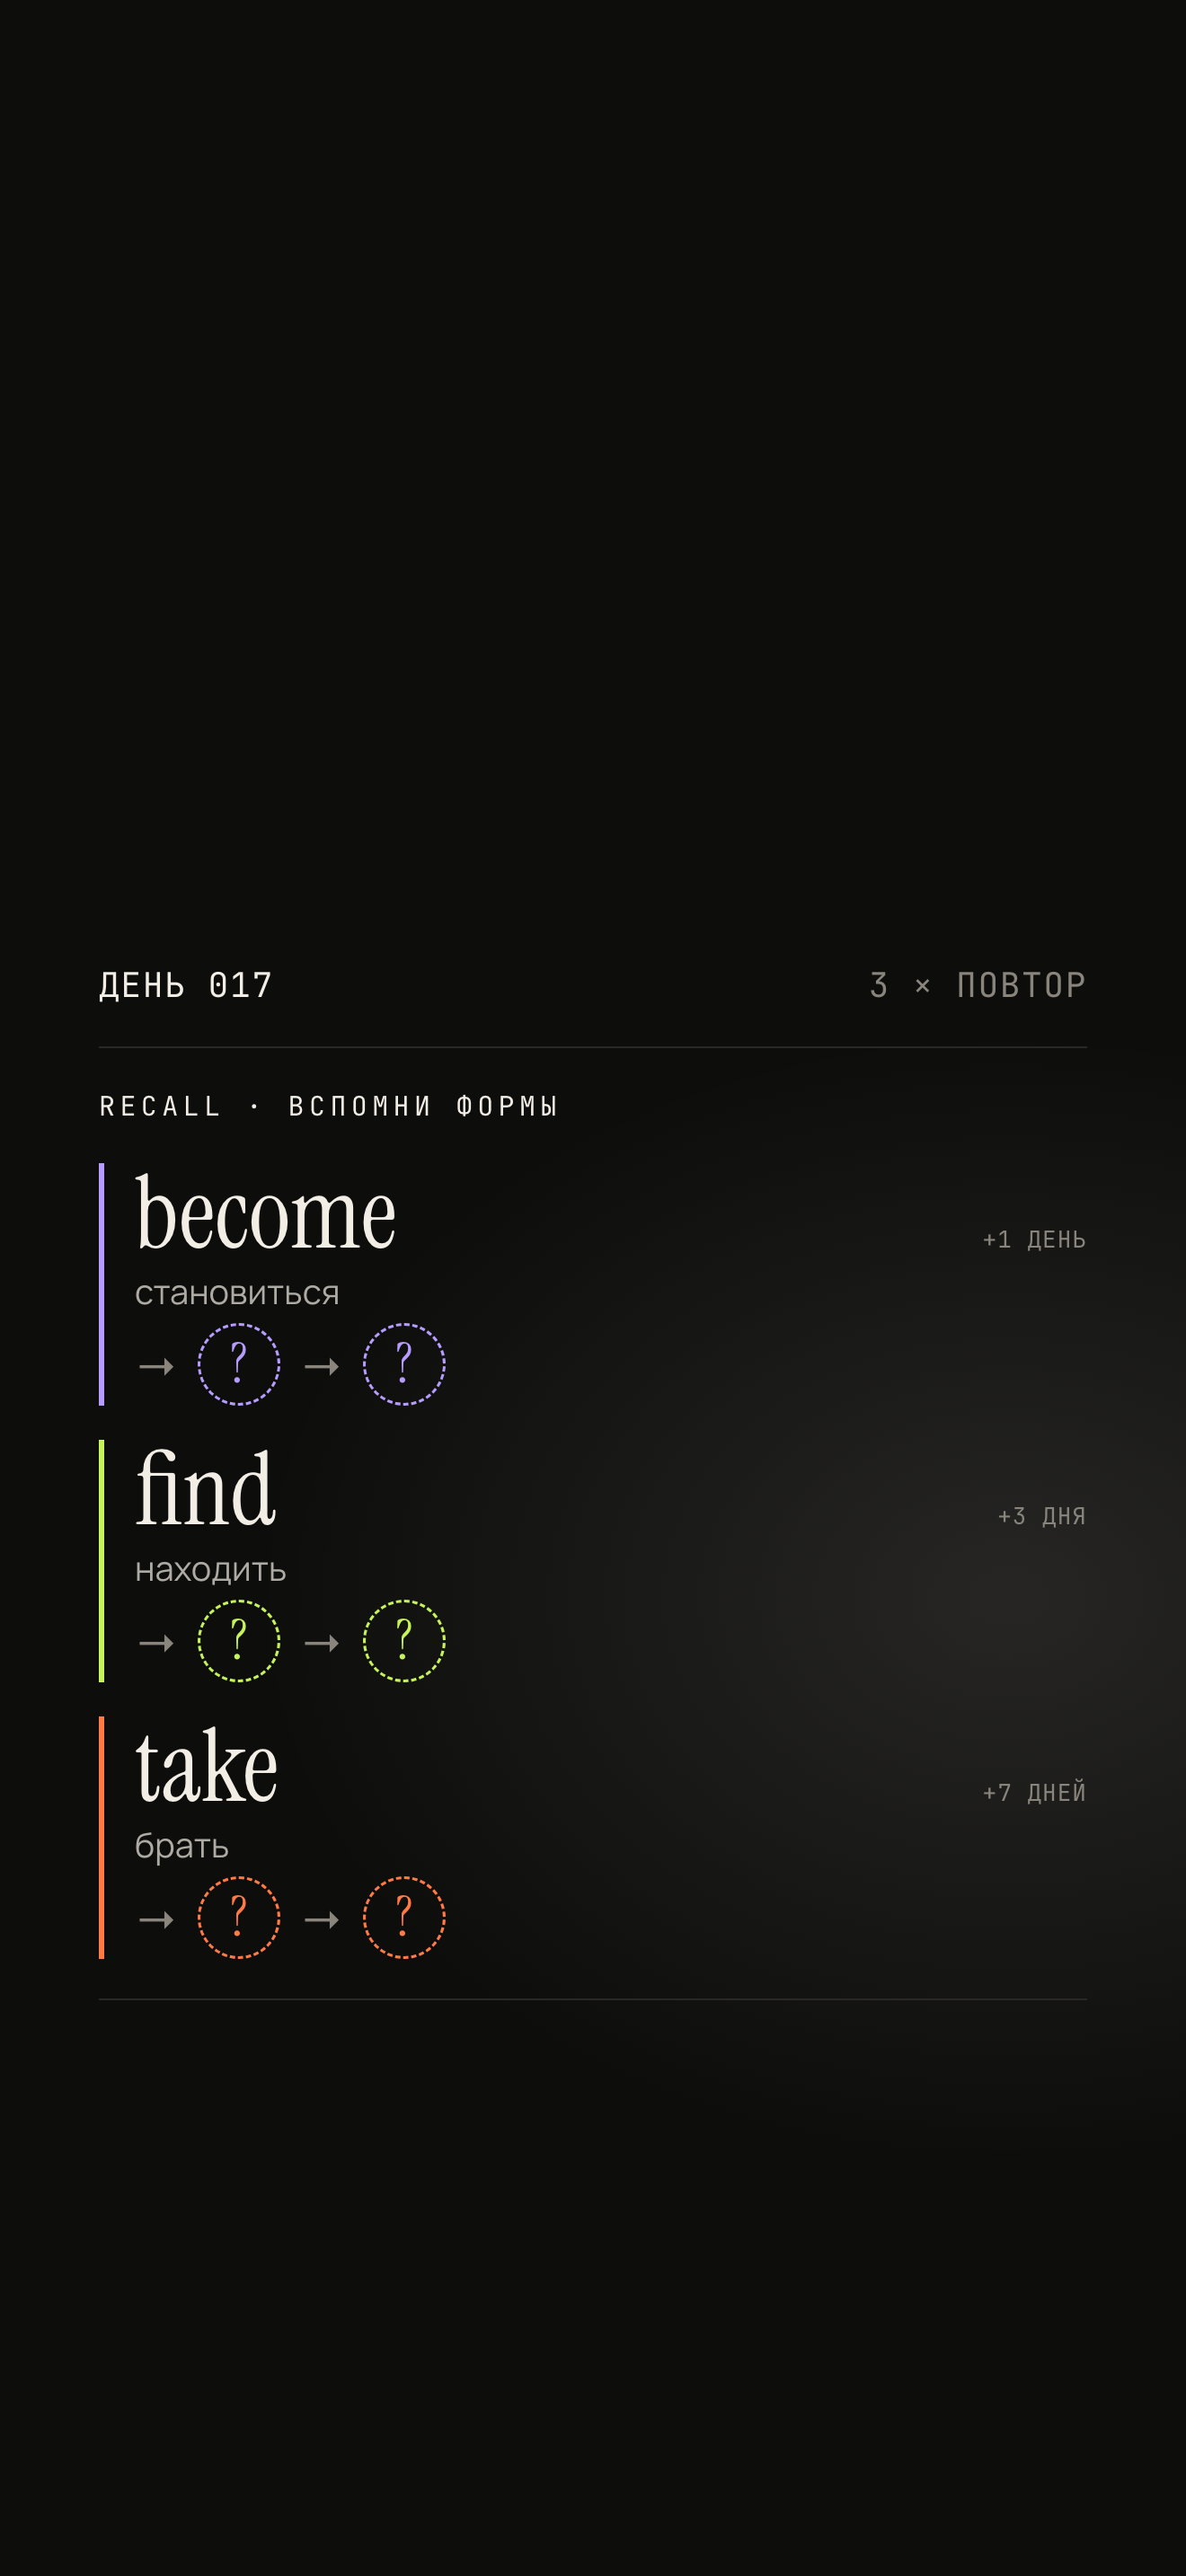 ДЕНЬ 017
3 × ПОВТОР
RECALL · ВСПОМНИ ФОРМЫ
become
+1 ДЕНЬ
становиться
→ ? → ?
find
+3 ДНЯ
находить
→ ? → ?
take
+7 ДНЕЙ
брать
→ ? → ?